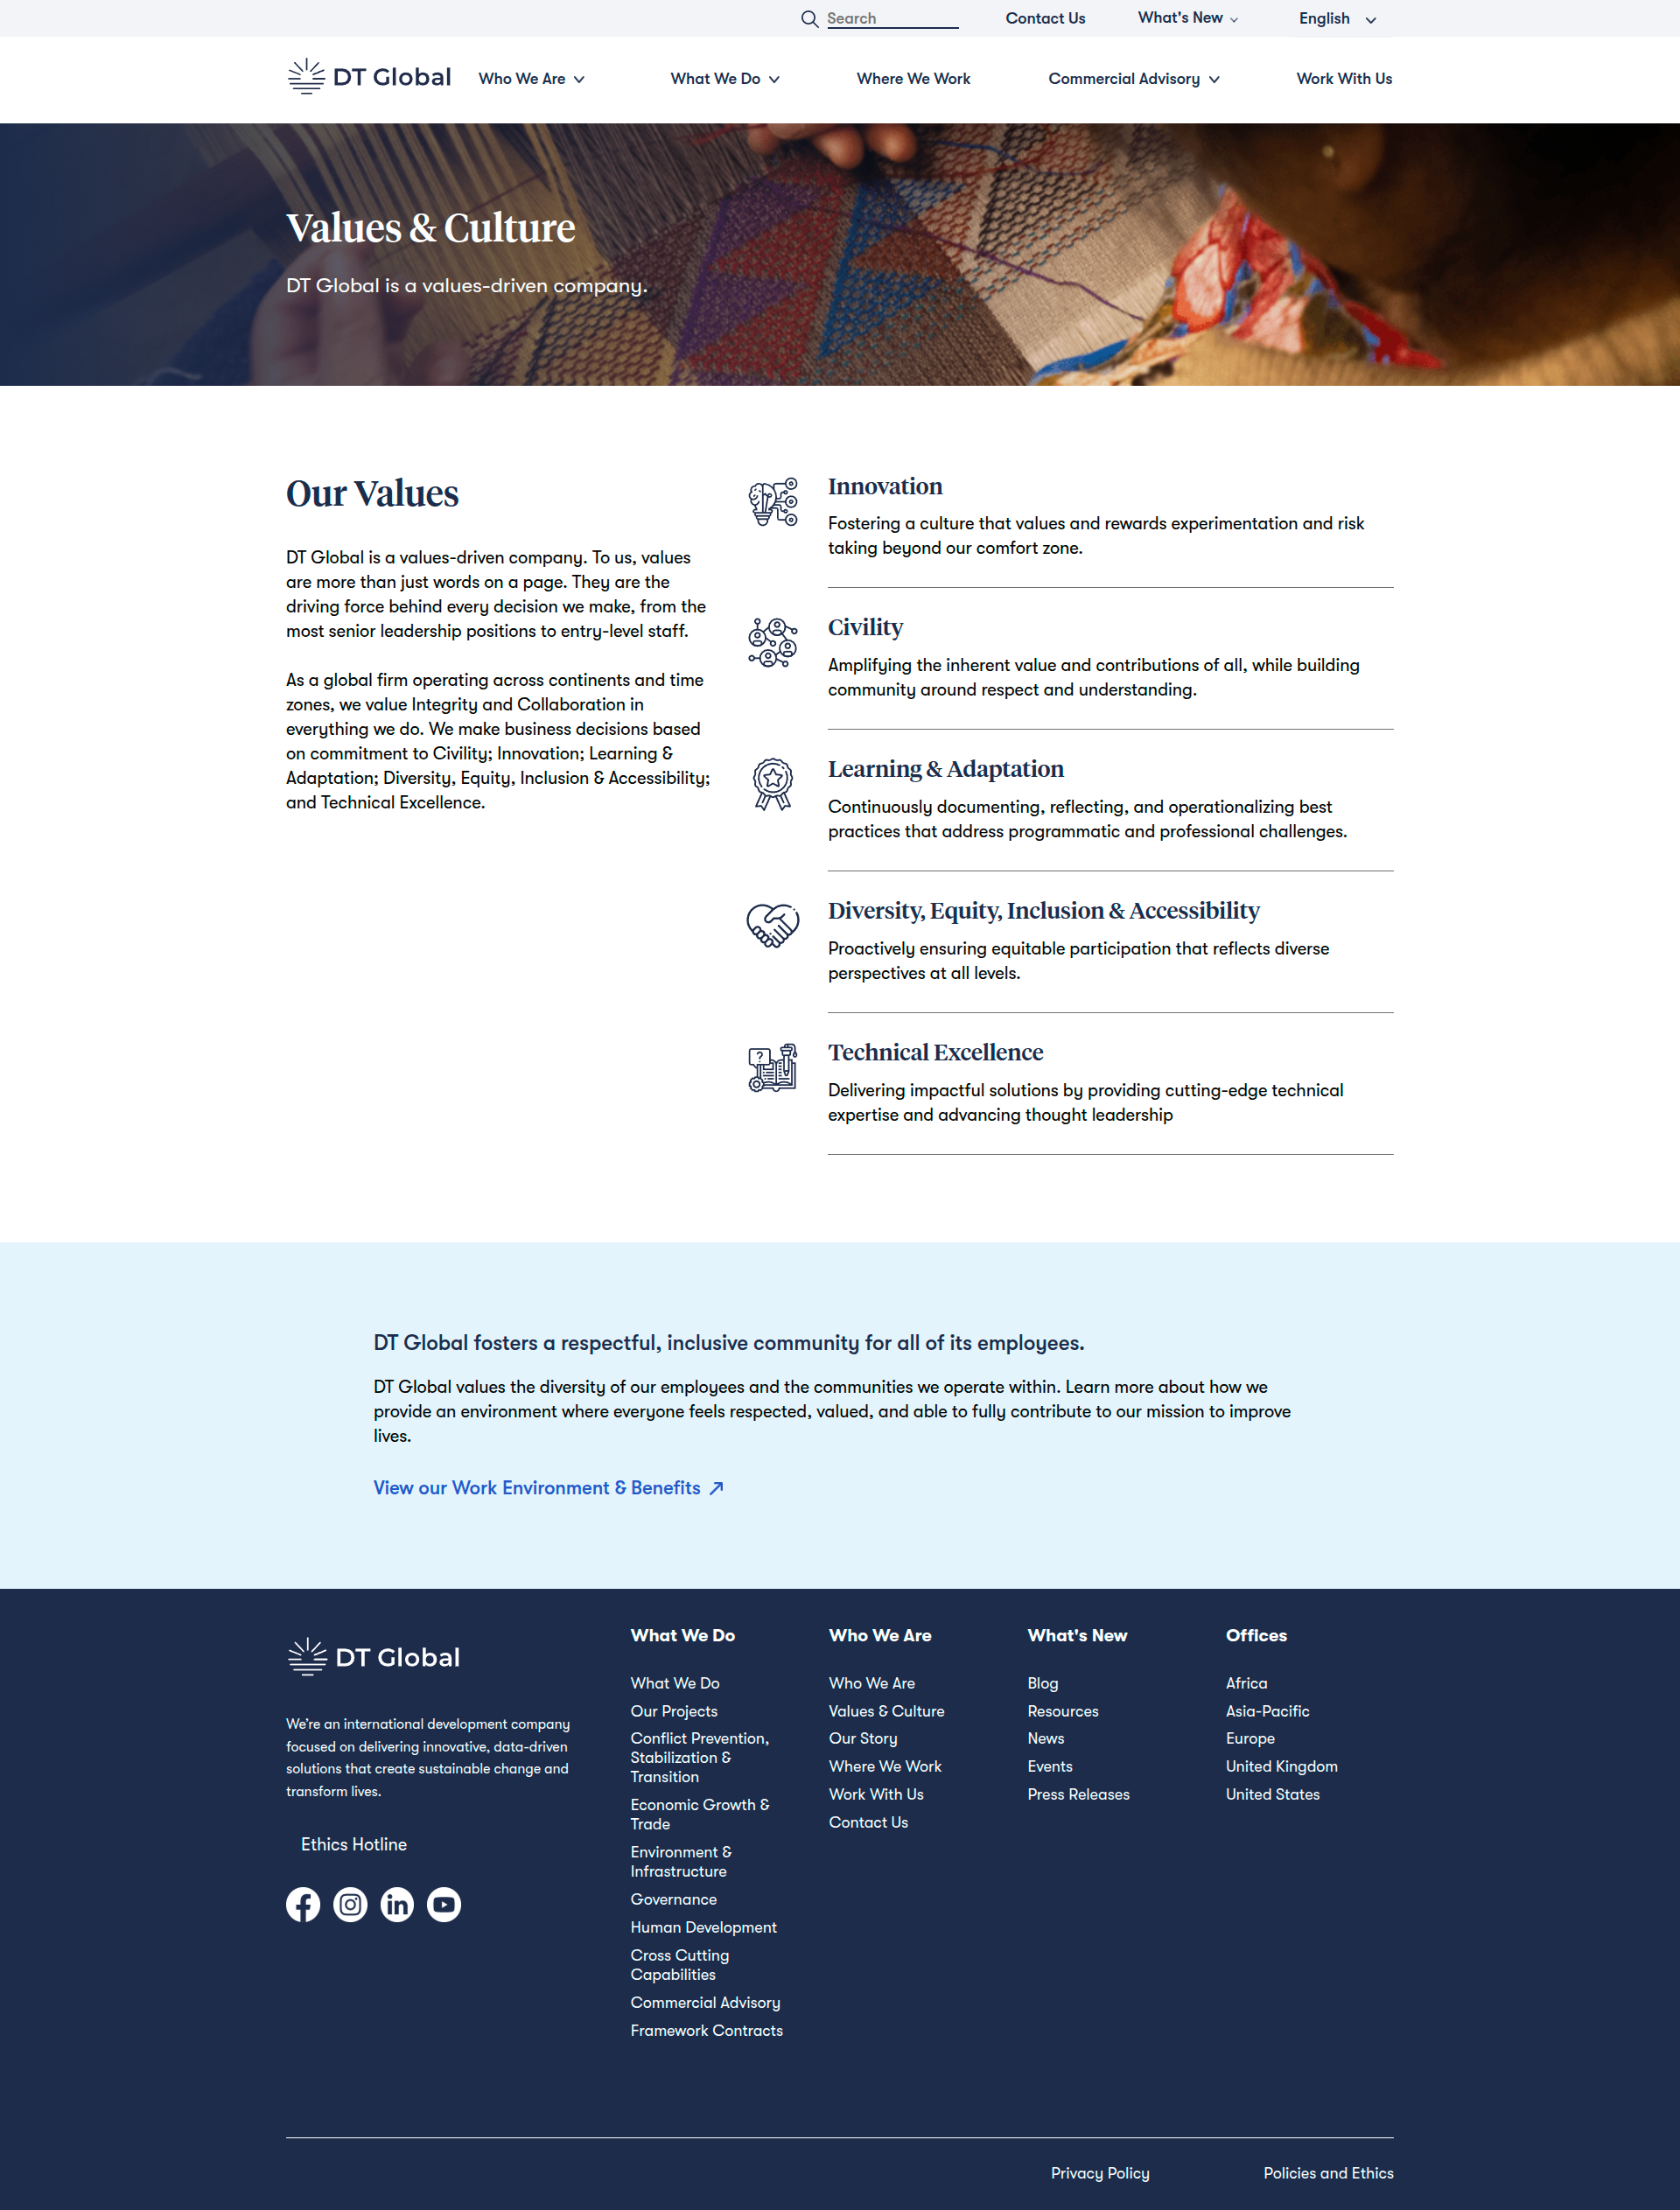 Search
Contact Us
What's New
English
DT Global
Who We Are
What We Do
Where We Work
Commercial Advisory
Work With Us
Values & Culture
DT Global is a values-driven company.
Our Values
DT Global is a values-driven company. To us, values
are more than just words on a page. They are the
driving force behind every decision we make, from the
most senior leadership positions to entry-level staff.
As a global firm operating across continents and time
zones, we value Integrity and Collaboration in
everything we do. We make business decisions based
on commitment to Civility; Innovation; Learning &
Adaptation; Diversity, Equity, Inclusion & Accessibility;
and Technical Excellence.
Innovation
Fostering a culture that values and rewards experimentation and risk
taking beyond our comfort zone.
Civility
Amplifying the inherent value and contributions of all, while building
community around respect and understanding.
Learning & Adaptation
Continuously documenting, reflecting, and operationalizing best
practices that address programmatic and professional challenges.
Diversity, Equity, Inclusion & Accessibility
Proactively ensuring equitable participation that reflects diverse
perspectives at all levels.
Technical Excellence
Delivering impactful solutions by providing cutting-edge technical
expertise and advancing thought leadership
DT Global fosters a respectful, inclusive community for all of its employees.
DT Global values the diversity of our employees and the communities we operate within. Learn more about how we
provide an environment where everyone feels respected, valued, and able to fully contribute to our mission to improve
lives.
View our Work Environment & Benefits
DT Global
We're an international development company
focused on delivering innovative, data-driven
solutions that create sustainable change and
transform lives.
Ethics Hotline
What We Do
What We Do
Our Projects
Conflict Prevention,
Stabilization &
Transition
Economic Growth &
Trade
Environment &
Infrastructure
Governance
Human Development
Cross Cutting
Capabilities
Commercial Advisory
Framework Contracts
Who We Are
Who We Are
Values & Culture
Our Story
Where We Work
Work With Us
Contact Us
What's New
Blog
Resources
News
Events
Press Releases
Offices
Africa
Asia-Pacific
Europe
United Kingdom
United States
Privacy Policy
Policies and Ethics